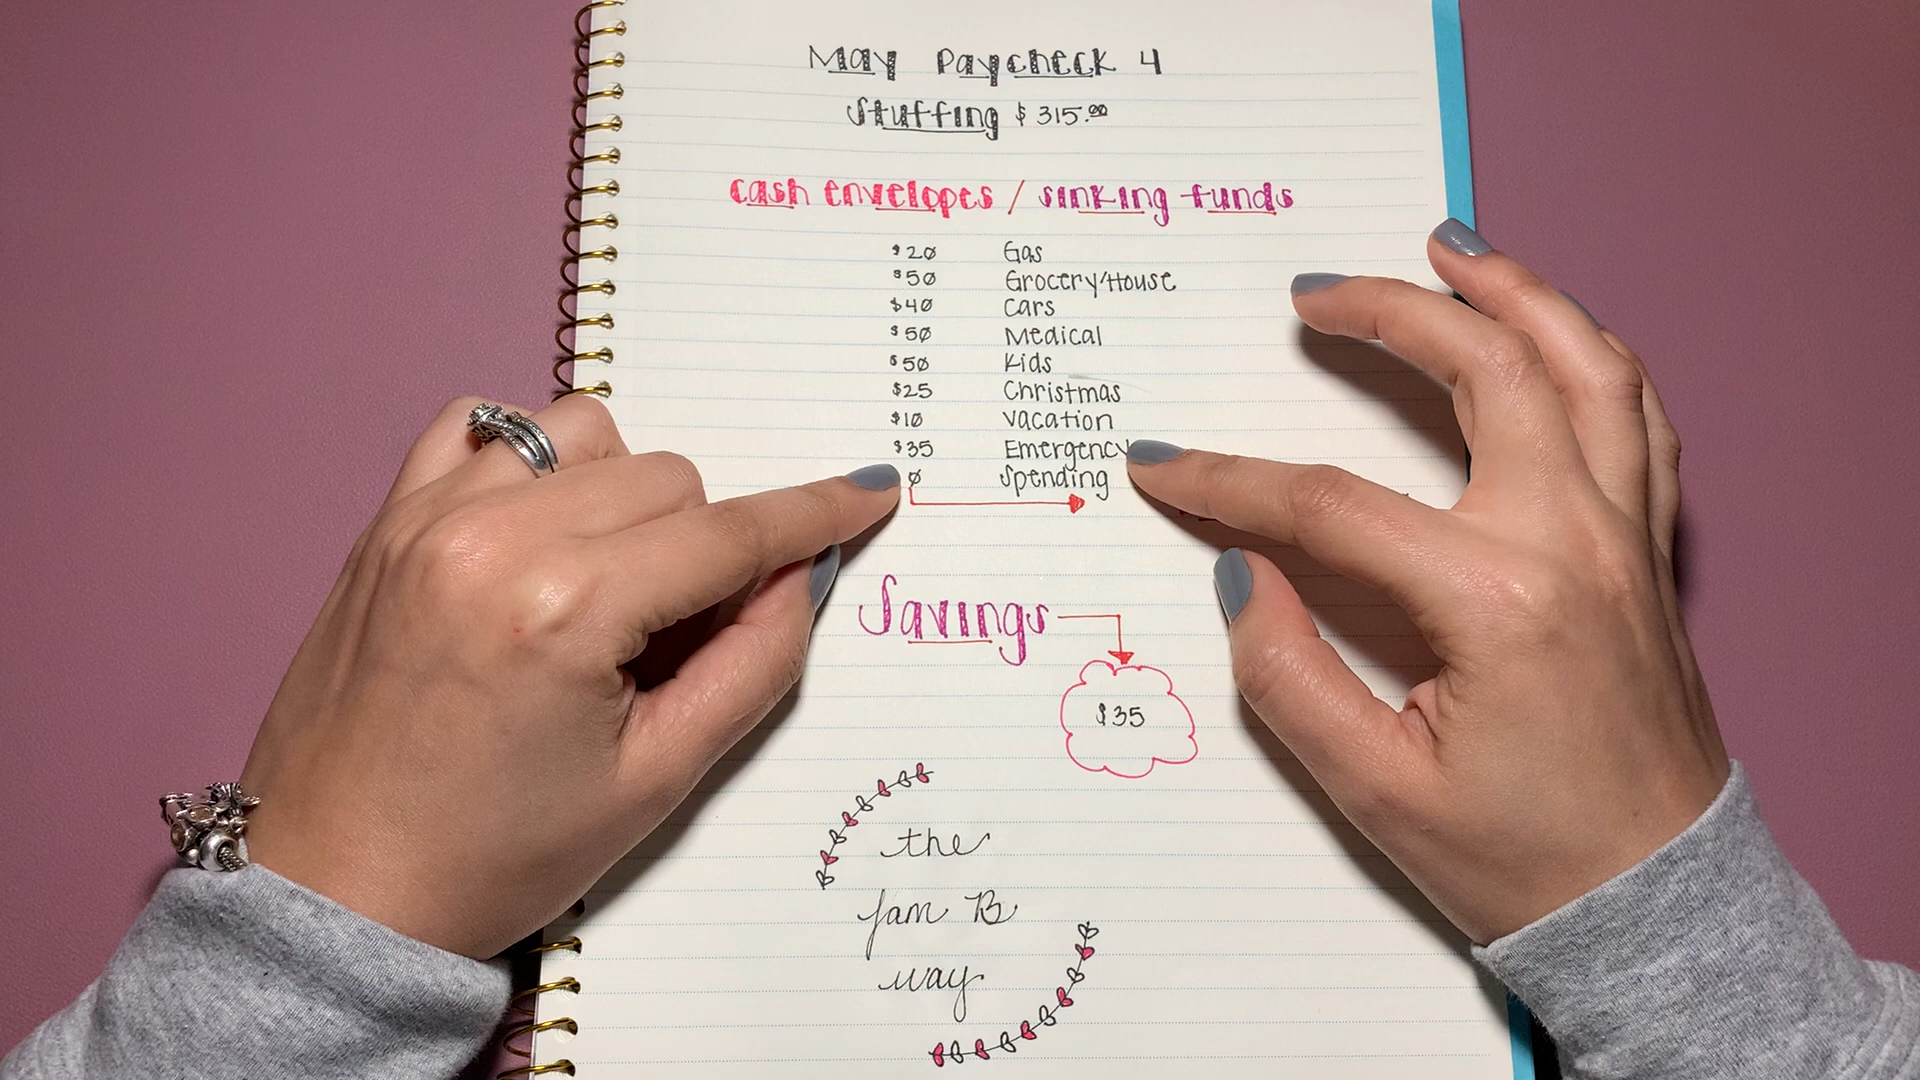 May Paycheck 4
Stuffing $315.00
cash envelopes / sinking funds
$20 Gas
$50 Grocery/House
$40 Cars
$50 Medical
$50 Kids
$25 Christmas
$10 Vacation
$35 Emergency
0 Spending
Savings
$35
the
fam B
way